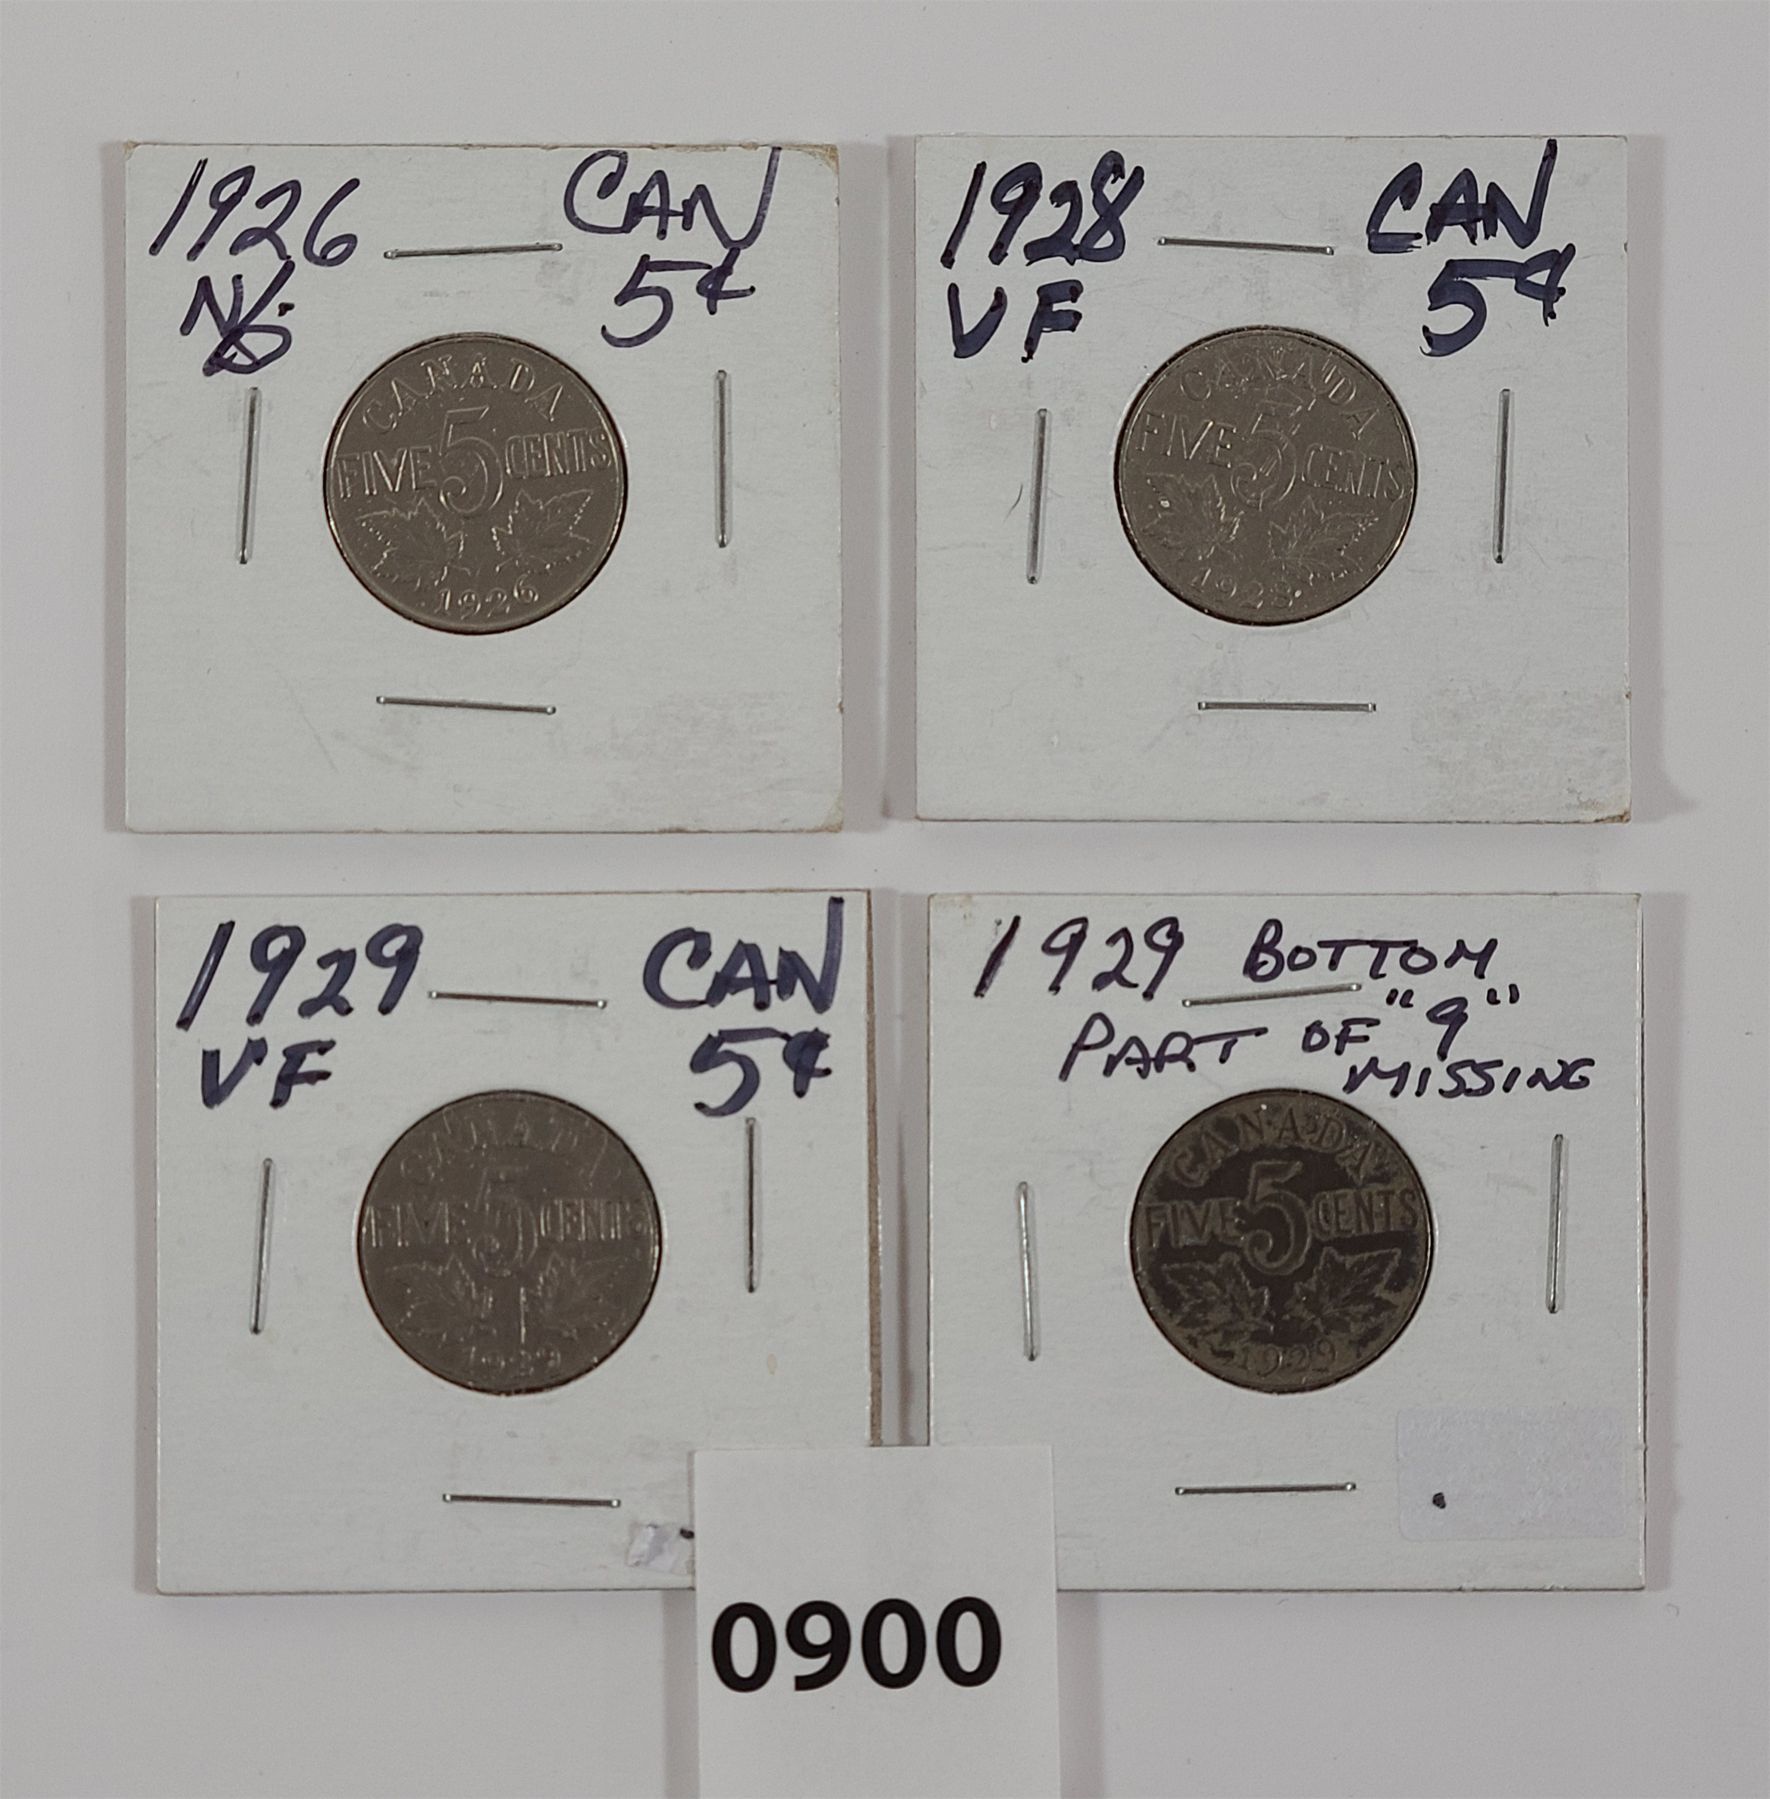 1926 CAN
N/6. 5¢
CANADA
FIVE 5 CENTS
1926
1928 CAN
VF 5¢
CANADA
FIVE 5 CENTS
1928
1929 CAN
VF 5¢
CANADA
FIVE 5 CENTS
1929
1929 BOTTOM
PART OF "9"
MISSING
CANADA
FIVE 5 CENTS
1929
0900